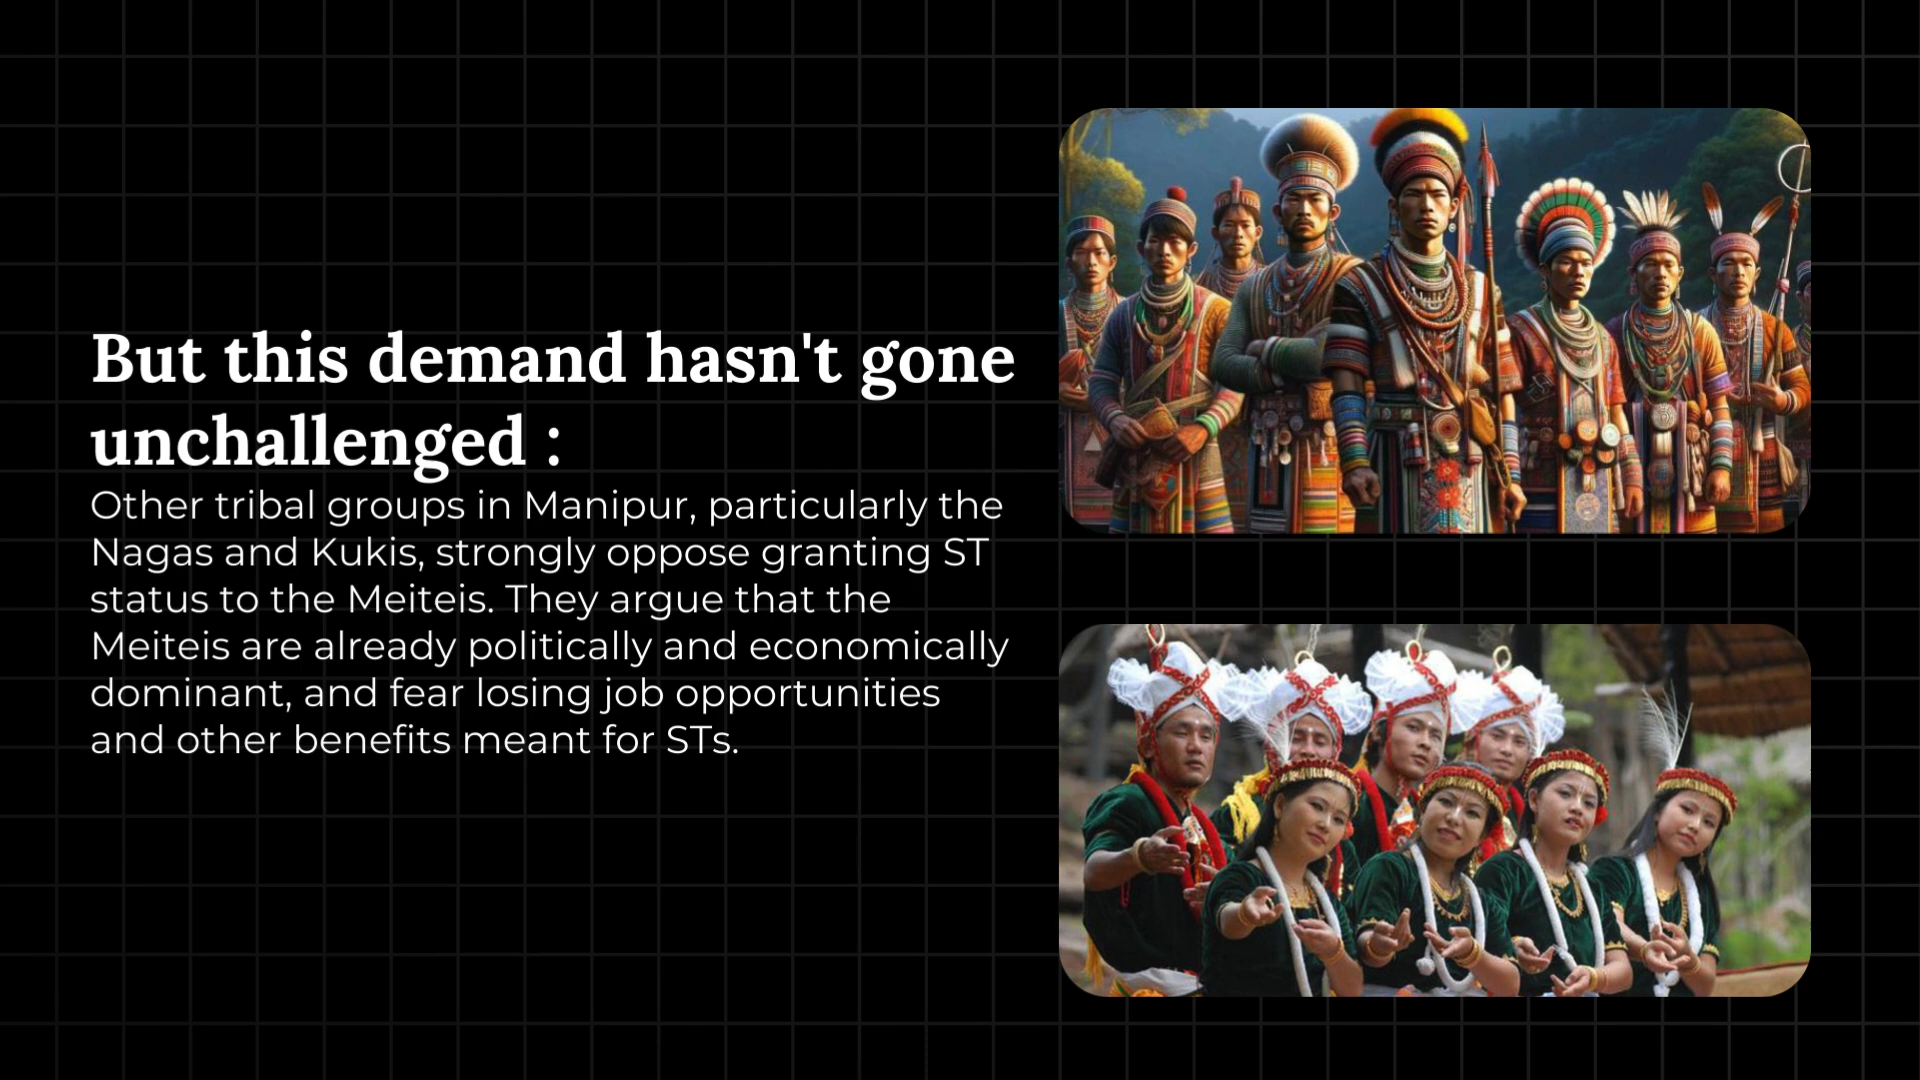 But this demand hasn't gone
unchallenged :
Other tribal groups in Manipur, particularly the
Nagas and Kukis, strongly oppose granting ST
status to the Meiteis. They argue that the
Meiteis are already politically and economically
dominant, and fear losing job opportunities
and other benefits meant for STs.